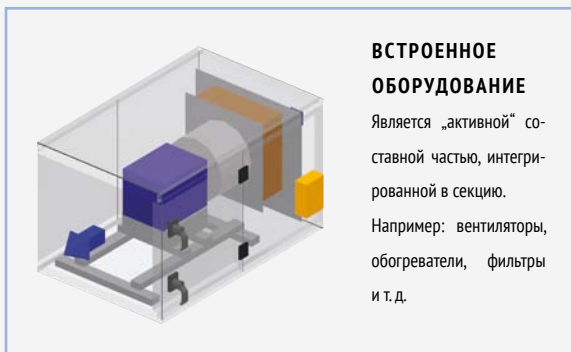 ВСТРОЕННОЕ
ОБОРУДОВАНИЕ
Является „активной“ со-
ставной частью, интегри-
рованной в секцию.
Например: вентиляторы,
обогреватели, фильтры
и т. д.